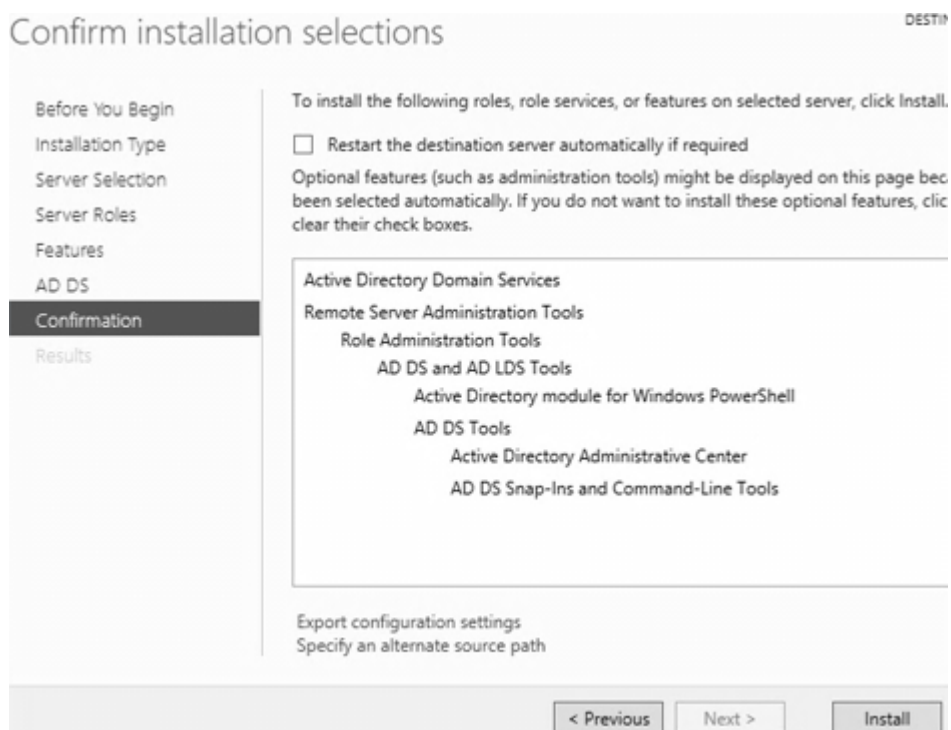 Confirm installation selections
Before You Begin
Installation Type
Server Selection
Server Roles
Features
AD DS
Confirmation
Results
To install the following roles, role services, or features on selected server, click Install.
Restart the destination server automatically if required
Optional features (such as administration tools) might be displayed on this page
been selected automatically. If you do not want to install these optional features,
clear their check boxes.
Active Directory Domain Services
Remote Server Administration Tools
Role Administration Tools
AD DS and AD LDS Tools
Active Directory module for Windows PowerShell
AD DS Tools
Active Directory Administrative Center
AD DS Snap-Ins and Command-Line Tools
Export configuration settings
Specify an alternate source path
< Previous
Next >
Install